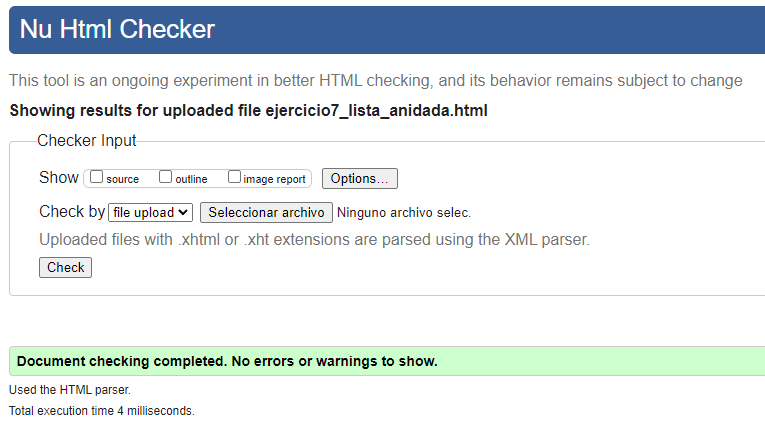 Nu Html Checker
This tool is an ongoing experiment in better HTML checking, and its behavior remains subject to change
Showing results for uploaded file ejercicio7_lista_anidada.html
Checker Input
Show source outline image report Options...
Check by file upload Seleccionar archivo Ninguno archivo selec.
Uploaded files with .xhtml or .xht extensions are parsed using the XML parser.
Check
Document checking completed. No errors or warnings to show.
Used the HTML parser.
Total execution time 4 milliseconds.